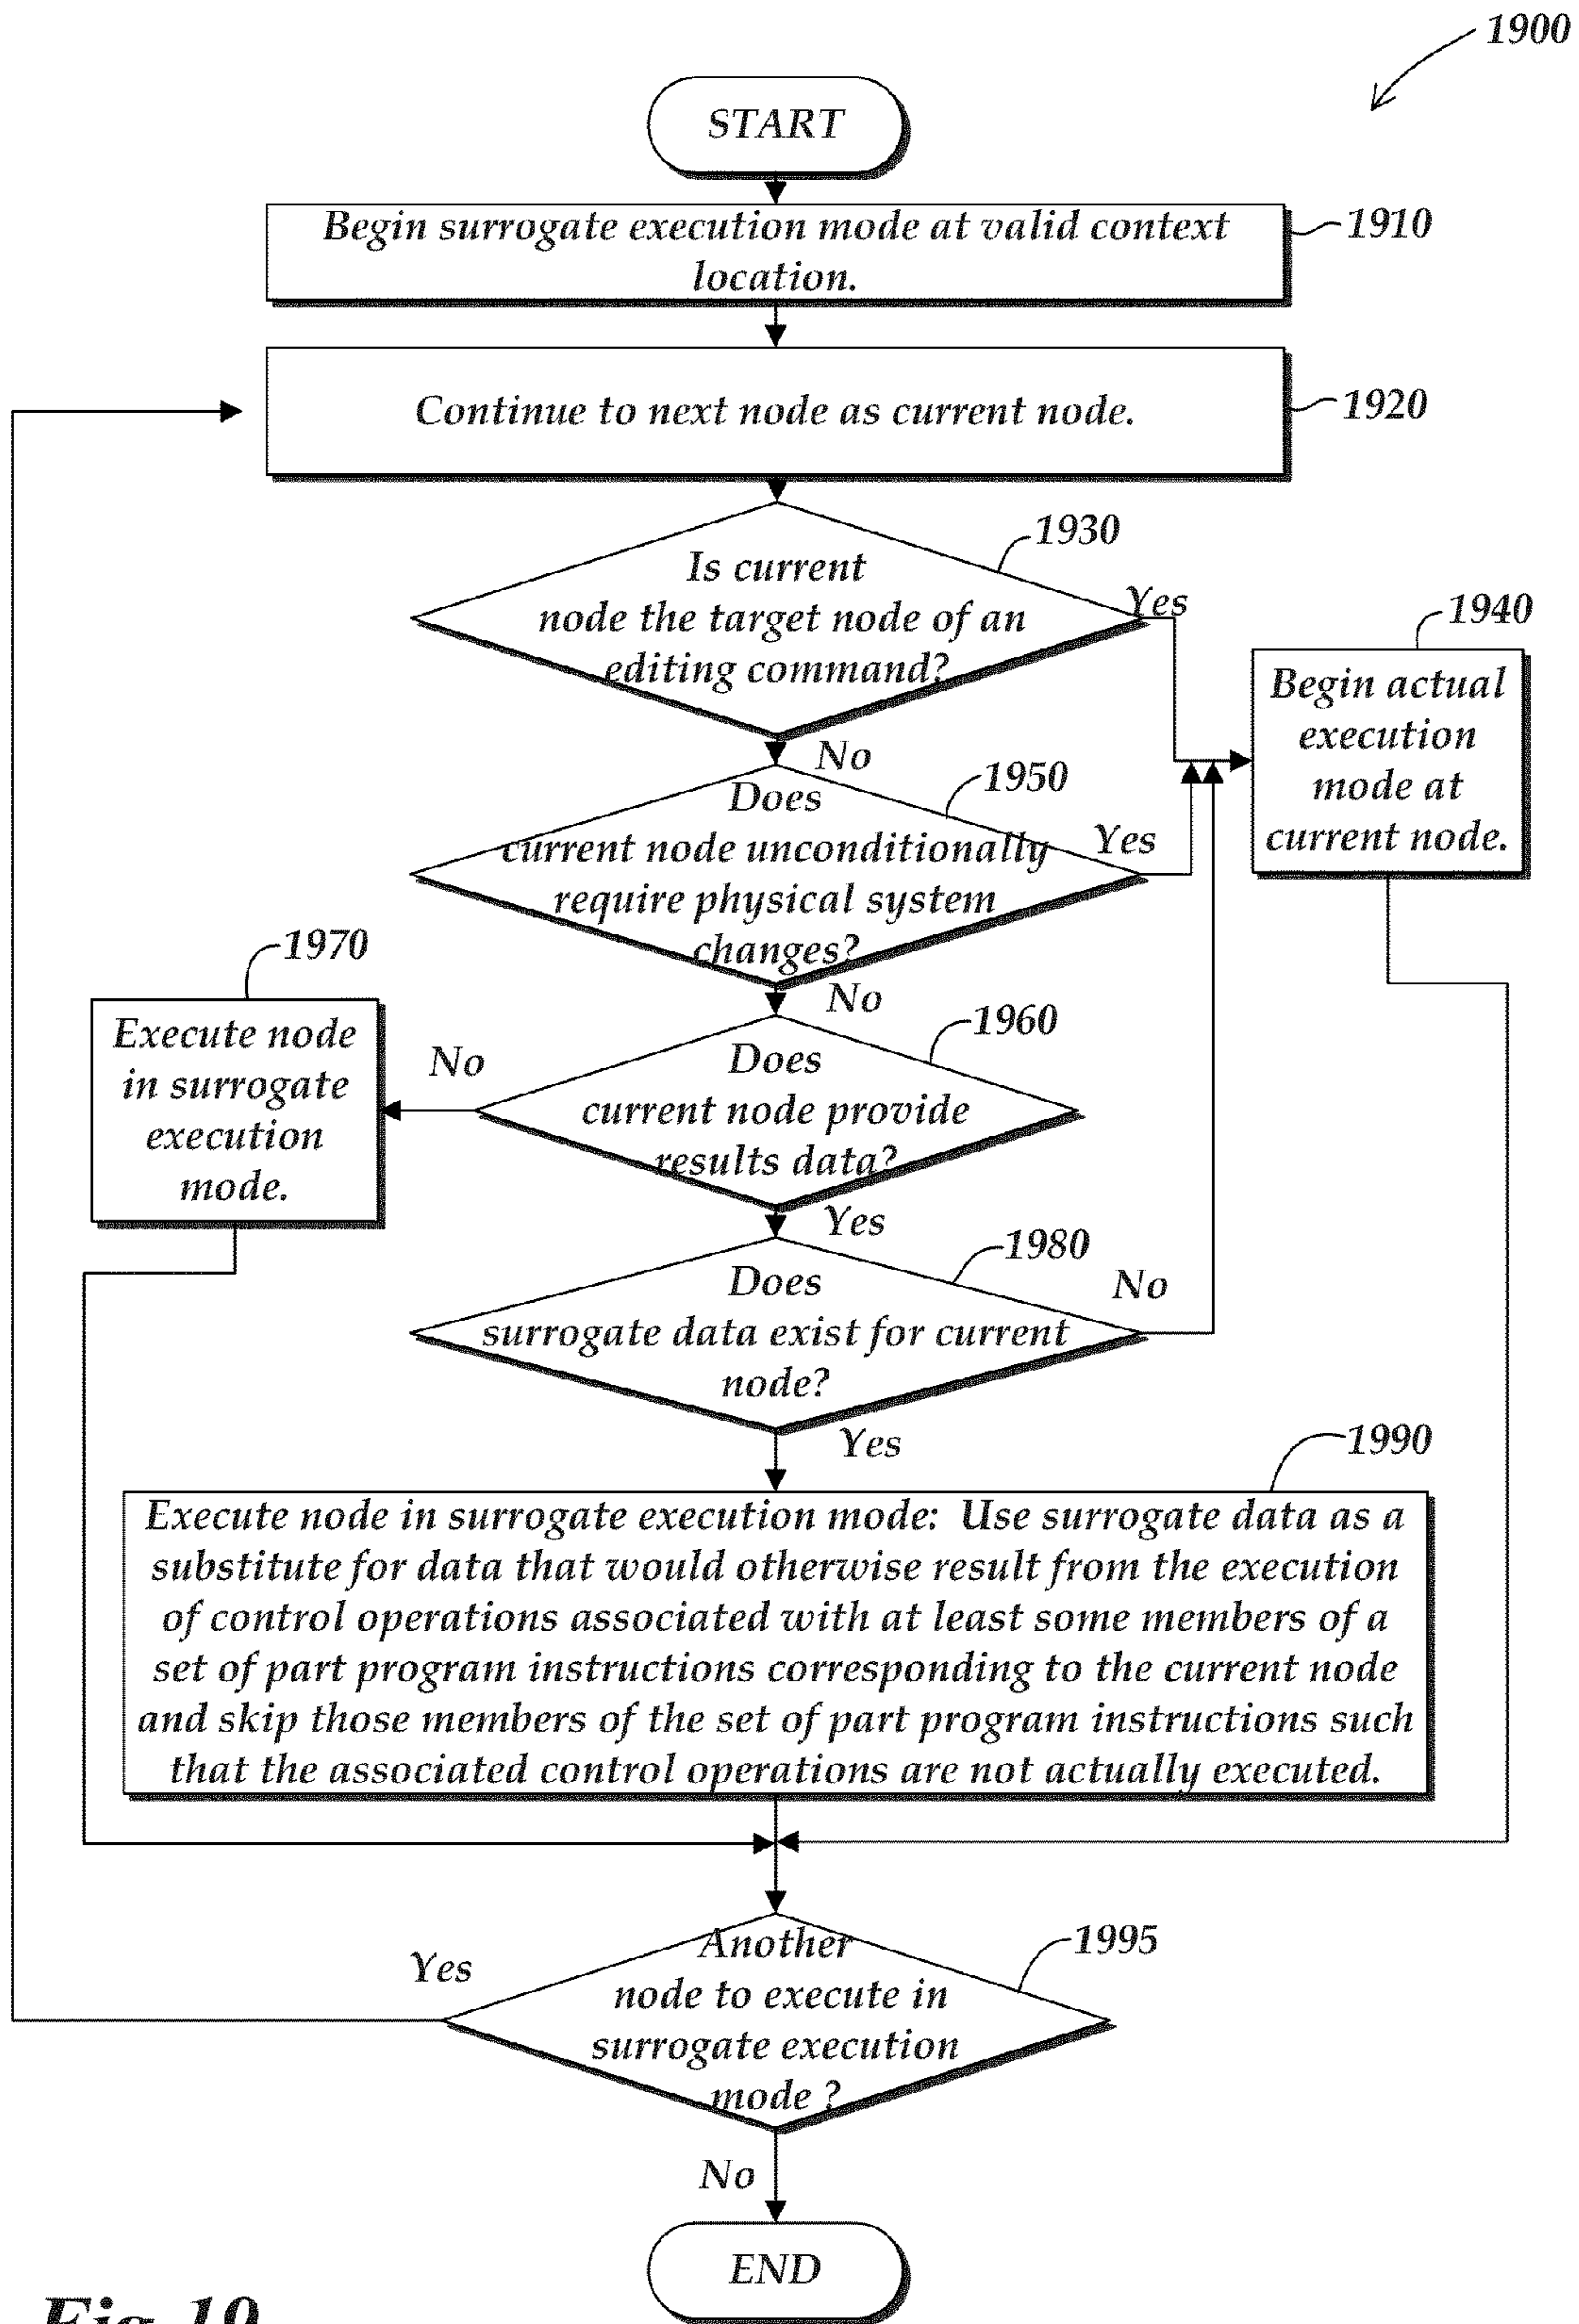 1900
START
Begin surrogate execution mode at valid context
location.
1910
Continue to next node as current node.
1920
1930
Is current
node the target node of an
editing command?
Yes
1940
Begin actual
execution
mode at
current node.
No
1950
Does
current node unconditionally
require physical system
changes?
Yes
1970
Execute node
in surrogate
execution
mode.
No
1960
Does
current node provide
results data?
No
Yes
1980
Does
surrogate data exist for current
node?
No
Yes
1990
Execute node in surrogate execution mode: Use surrogate data as a
substitute for data that would otherwise result from the execution
of control operations associated with at least some members of a
set of part program instructions corresponding to the current node
and skip those members of the set of part program instructions such
that the associated control operations are not actually executed.
1995
Another
node to execute in
surrogate execution
mode ?
Yes
No
END
Fig. 19